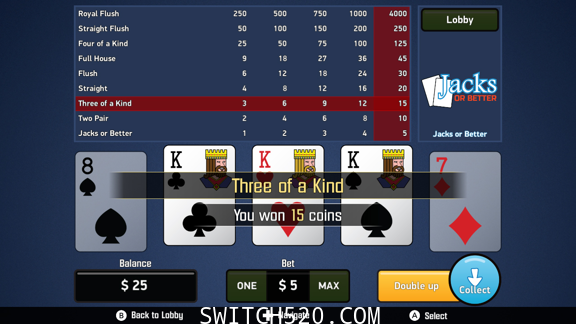 Royal Flush 250 500 750 1000 4000
Straight Flush 50 100 150 200 250
Four of a Kind 25 50 75 100 125
Full House 9 18 27 36 45
Flush 6 12 18 24 30
Straight 4 8 12 16 20
Three of a Kind 3 6 9 12 15
Two Pair 2 4 6 8 10
Jacks or Better 1 2 3 4 5
Lobby
Jacks
OR BETTER
Jacks or Better
8 K K K 7
Three of a Kind
You won 15 coins
Balance
$ 25
Bet
ONE $ 5 MAX
Double up
Collect
B Back to Lobby Navigate A Select
SWITCH520.COM